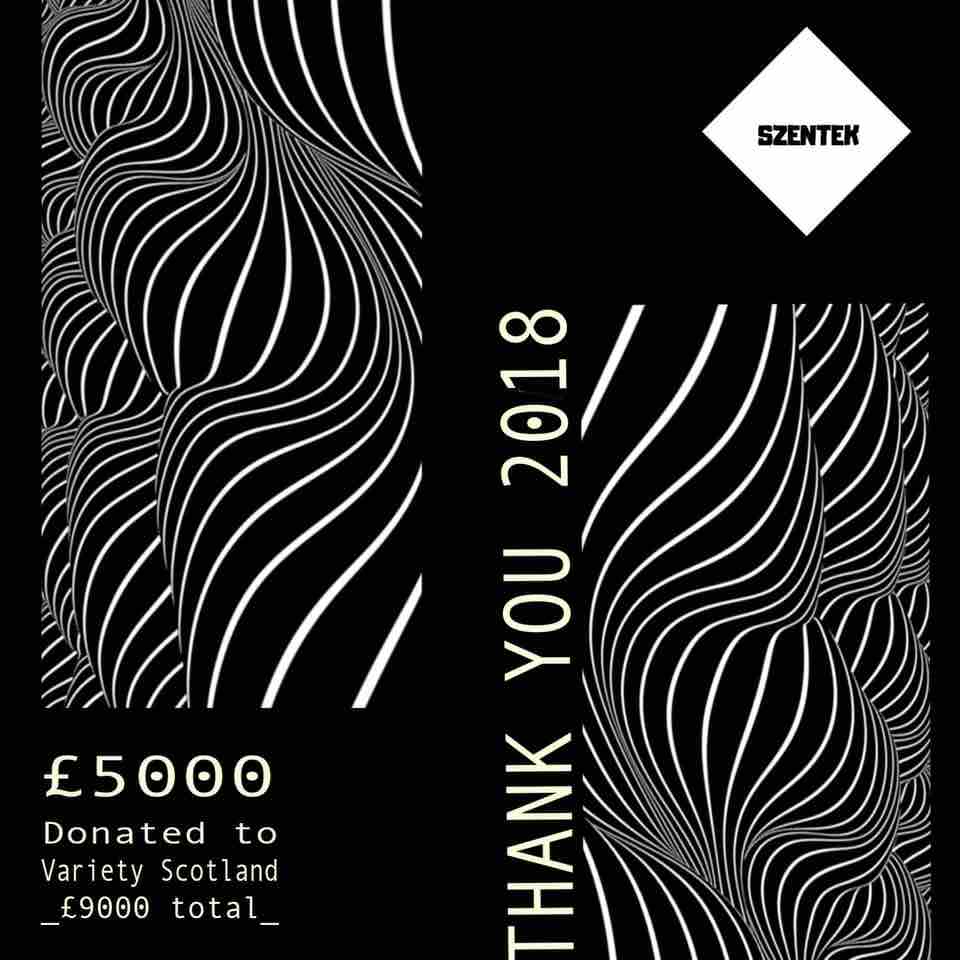 SZENTEK
THANK YOU 2018
£5000
Donated to
Variety Scotland
_£9000 total_